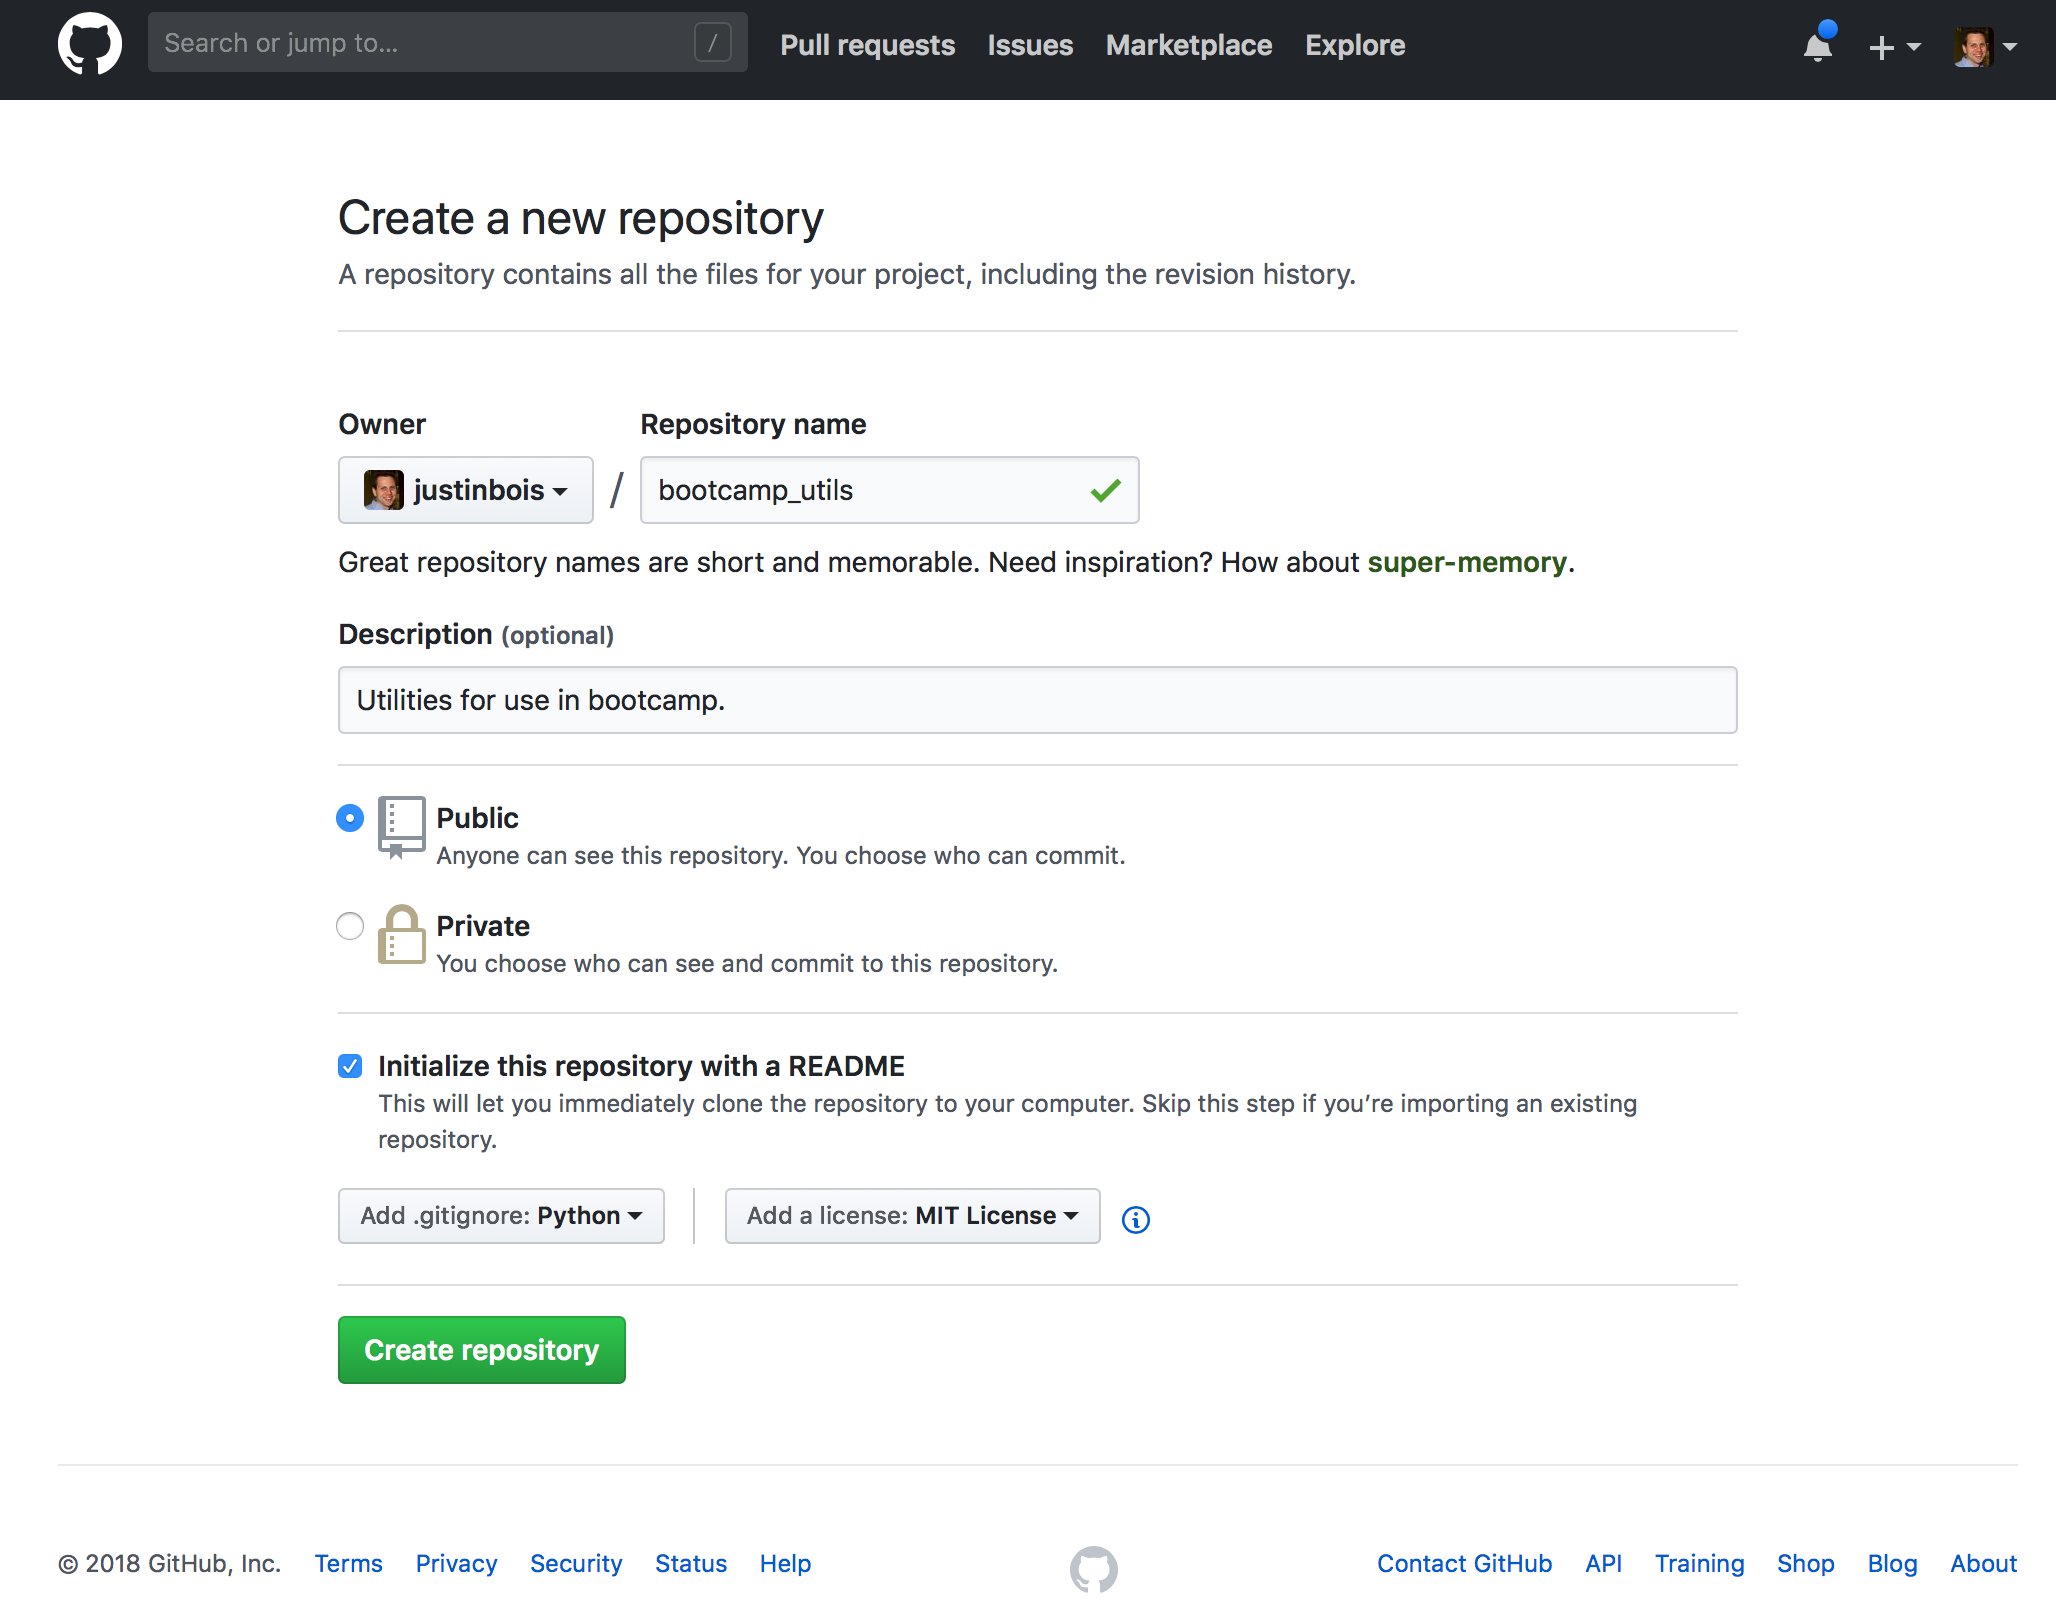 Search or jump to... /
Pull requests Issues Marketplace Explore
Create a new repository
A repository contains all the files for your project, including the revision history.
Owner Repository name
justinbois / bootcamp_utils
Great repository names are short and memorable. Need inspiration? How about super-memory.
Description (optional)
Utilities for use in bootcamp.
Public
Anyone can see this repository. You choose who can commit.
Private
You choose who can see and commit to this repository.
Initialize this repository with a README
This will let you immediately clone the repository to your computer. Skip this step if you’re importing an existing
repository.
Add .gitignore: Python Add a license: MIT License
Create repository
© 2018 GitHub, Inc. Terms Privacy Security Status Help Contact GitHub API Training Shop Blog About